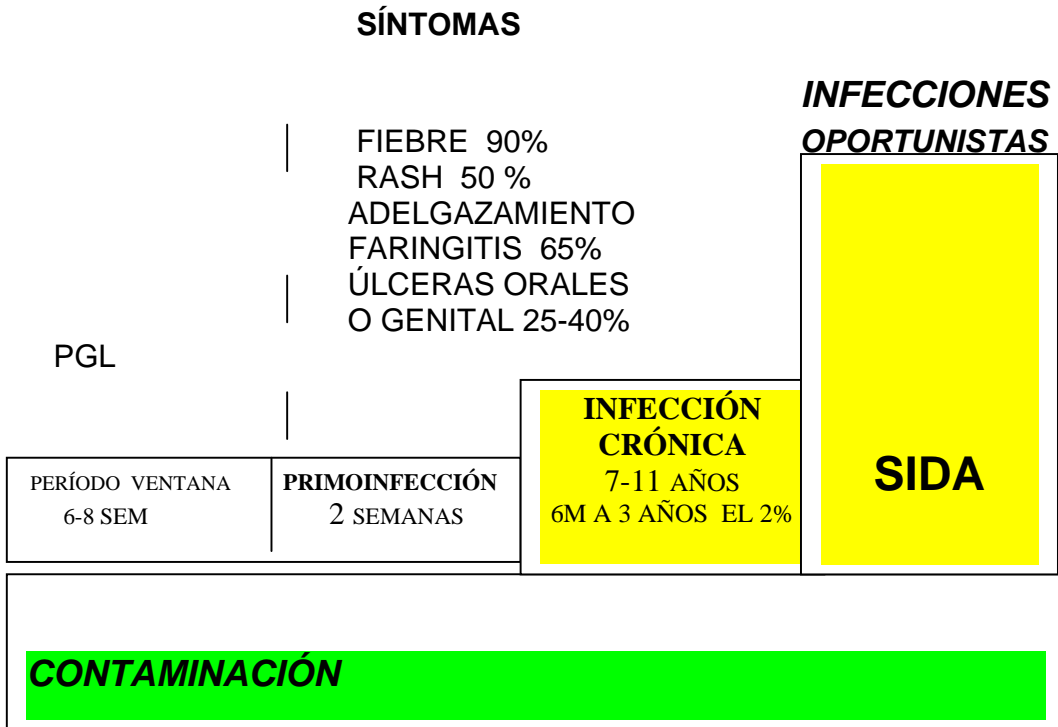 SÍNTOMAS
INFECCIONES
OPORTUNISTAS
FIEBRE 90%
RASH 50 %
ADELGAZAMIENTO
FARINGITIS 65%
ÚLCERAS ORALES
O GENITAL 25-40%
PGL
PERÍODO VENTANA
6-8 SEM
PRIMOINFECCIÓN
2 SEMANAS
INFECCIÓN
CRÓNICA
7-11 AÑOS
6M A 3 AÑOS EL 2%
SIDA
CONTAMINACIÓN